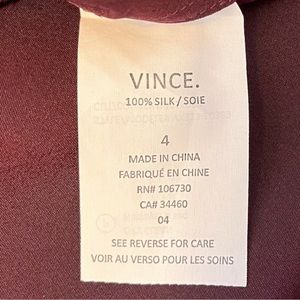 VINCE.
100% SILK / SOIE
4
MADE IN CHINA
FABRIQUÉ EN CHINE
RN# 106730
CA# 34460
04
SEE REVERSE FOR CARE
VOIR AU VERSO POUR LES SOINS